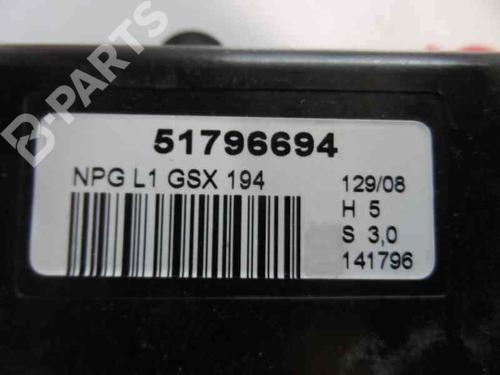 B-PARTS
51796694
NPG L1 GSX 194
129/08
H 5
S 3,0
141796